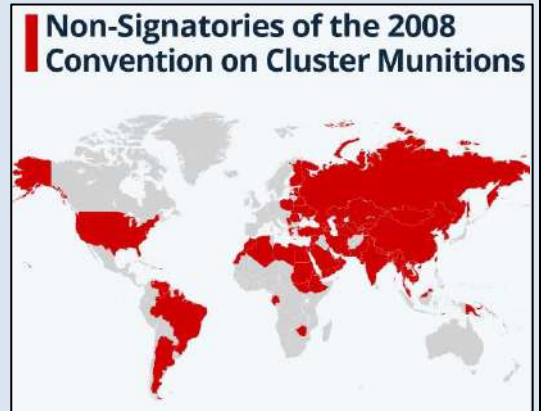 Non-Signatories of the 2008
Convention on Cluster Munitions